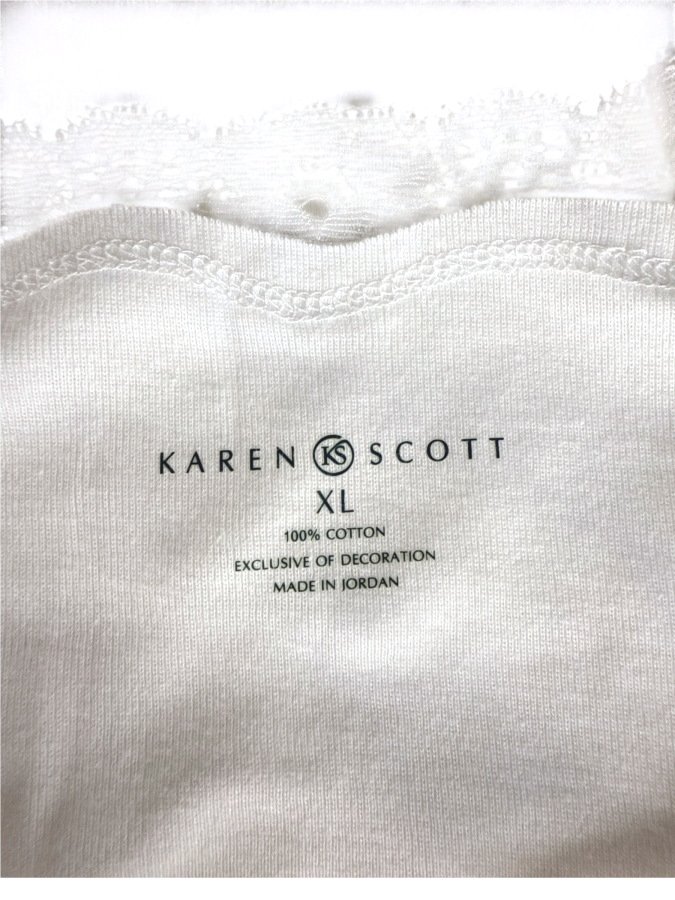 KAREN KS SCOTT
XL
100% COTTON
EXCLUSIVE OF DECORATION
MADE IN JORDAN